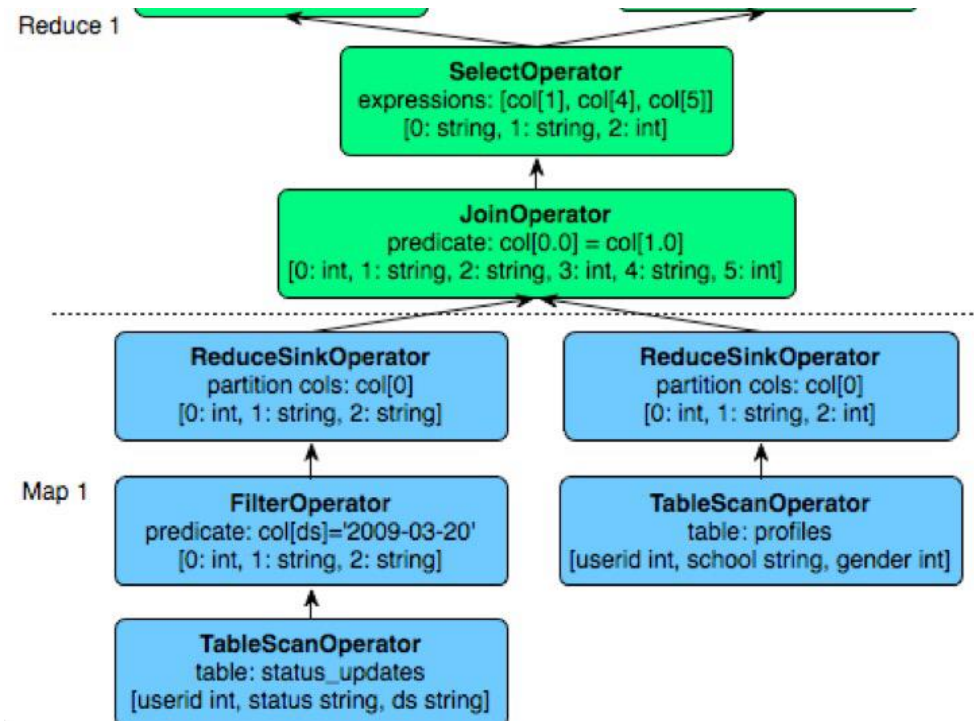 Reduce 1
SelectOperator
expressions: [col[1], col[4], col[5]]
[0: string, 1: string, 2: int]
JoinOperator
predicate: col[0.0] = col[1.0]
[0: int, 1: string, 2: string, 3: int, 4: string, 5: int]
ReduceSinkOperator
partition cols: col[0]
[0: int, 1: string, 2: string]
ReduceSinkOperator
partition cols: col[0]
[0: int, 1: string, 2: int]
Map 1
FilterOperator
predicate: col[ds]='2009-03-20'
[0: int, 1: string, 2: string]
TableScanOperator
table: profiles
[userid int, school string, gender int]
TableScanOperator
table: status_updates
[userid int, status string, ds string]